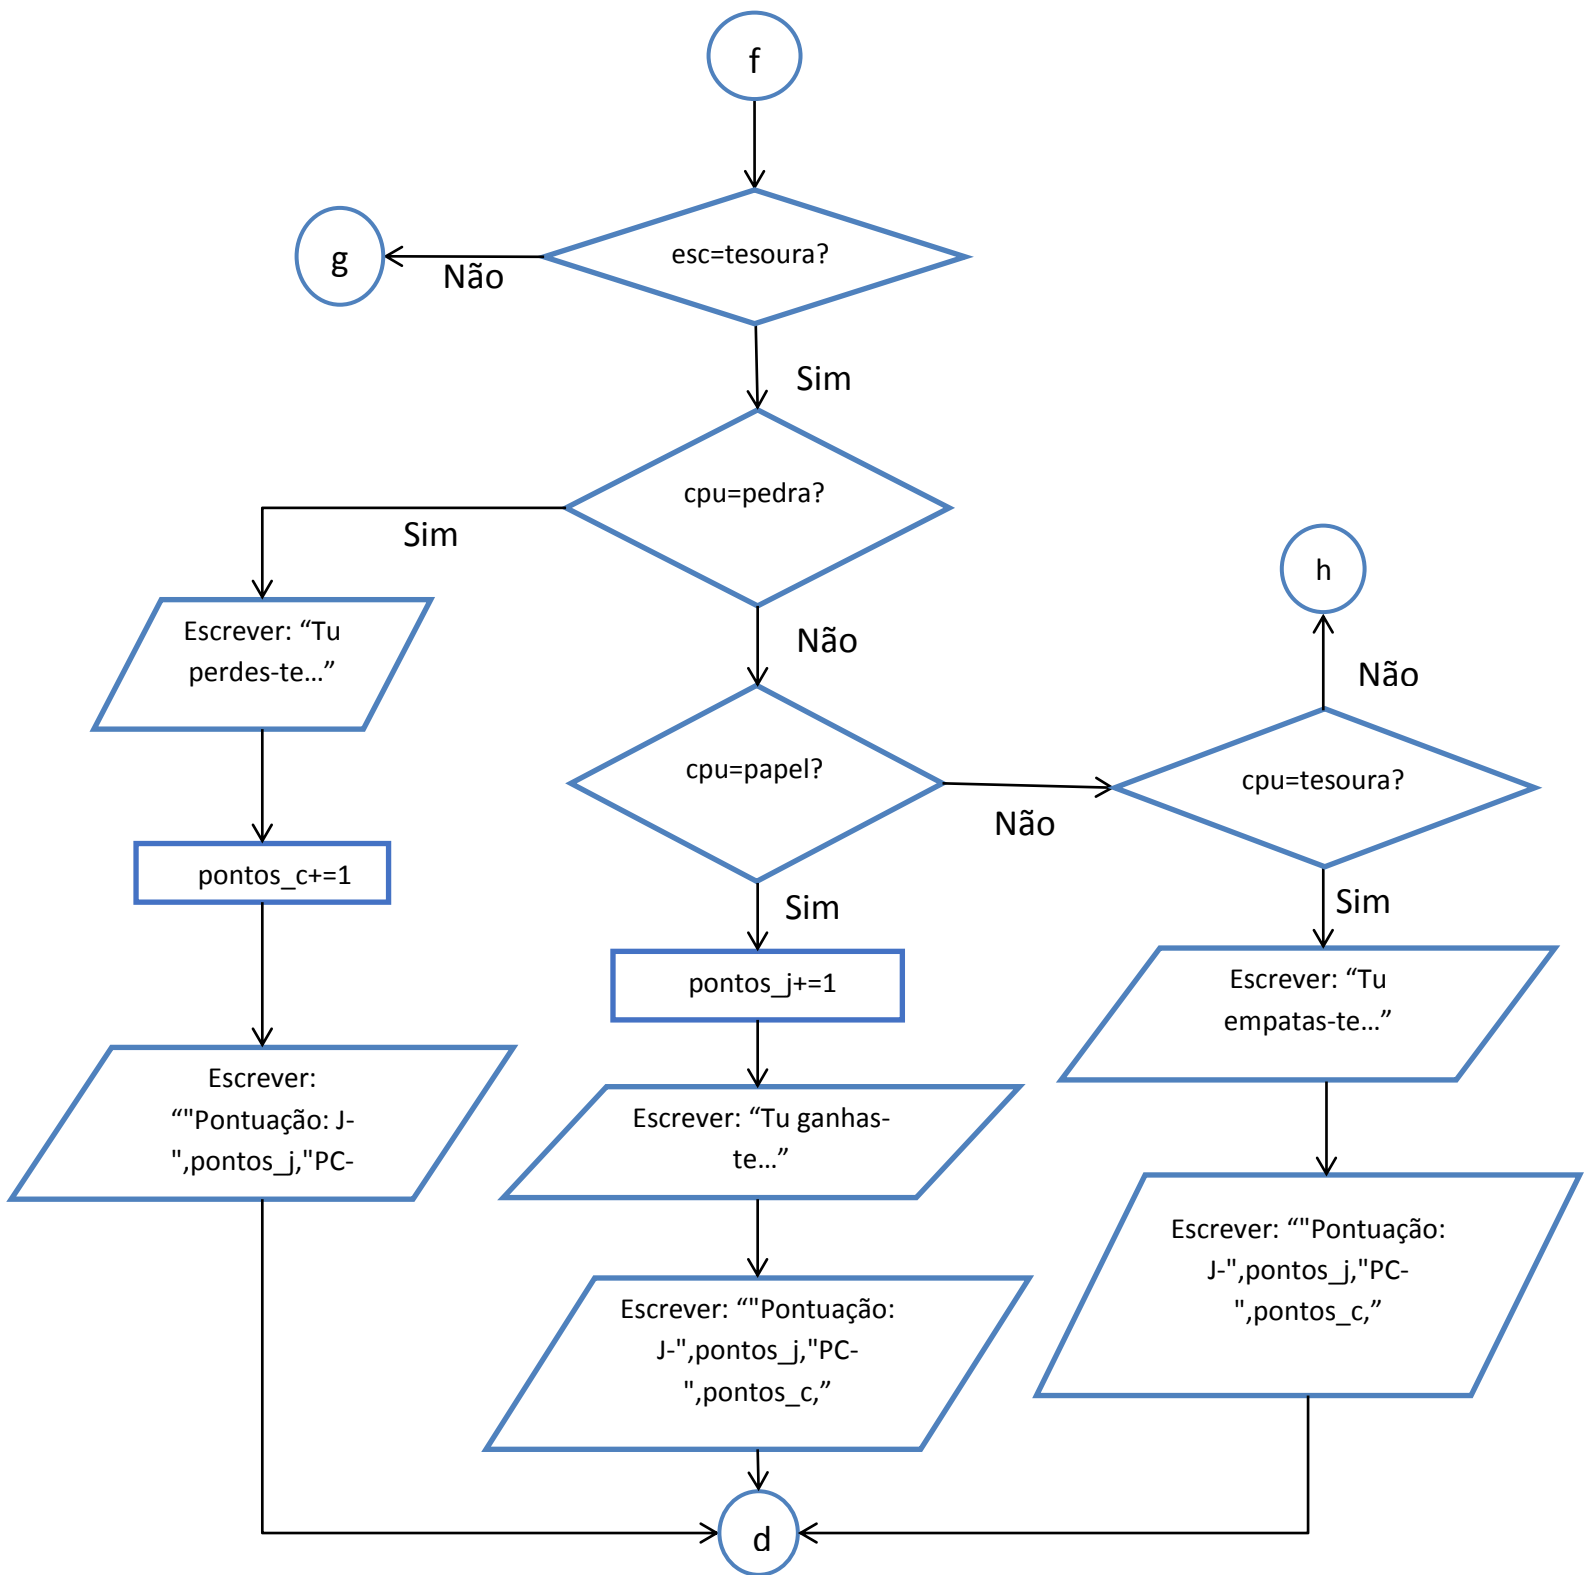 f
esc=tesoura?
g
Não
Sim
cpu=pedra?
Sim
h
Escrever: “Tu
perdes-te...”
Não
Não
cpu=papel?
cpu=tesoura?
Não
pontos_c+=1
Sim
Sim
pontos_j+=1
Escrever: “Tu
empatas-te...”
Escrever:
“"Pontuação: J-
",pontos_j,"PC-
Escrever: “Tu ganhas-
te...”
Escrever: “"Pontuação:
J-",pontos_j,"PC-
",pontos_c,”
Escrever: “"Pontuação:
J-",pontos_j,"PC-
",pontos_c,”
d